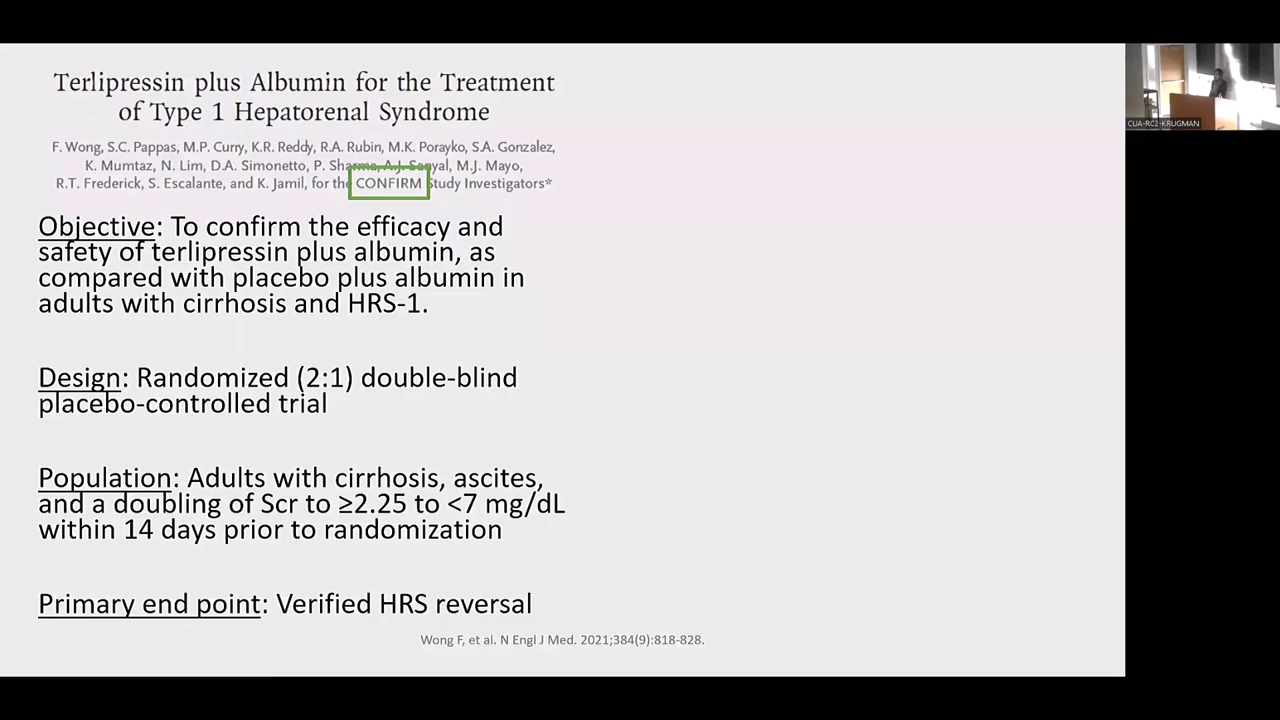 Terlipressin plus Albumin for the Treatment
of Type 1 Hepatorenal Syndrome
F. Wong, S.C. Pappas, M.P. Curry, K.R. Reddy, R.A. Rubin, M.K. Porayko, S.A. Gonzalez,
K. Mumtaz, N. Lim, D.A. Simonetto, P. Sharma, A.J. Sanyal, M.J. Mayo,
R.T. Frederick, S. Escalante, and K. Jamil, for the CONFIRM Study Investigators*
Objective: To confirm the efficacy and
safety of terlipressin plus albumin, as
compared with placebo plus albumin in
adults with cirrhosis and HRS-1.
Design: Randomized (2:1) double-blind
placebo-controlled trial
Population: Adults with cirrhosis, ascites,
and a doubling of Scr to ≥2.25 to <7 mg/dL
within 14 days prior to randomization
Primary end point: Verified HRS reversal
Wong F, et al. N Engl J Med. 2021;384(9):818-828.
CUA-RC2-KRUGMAN